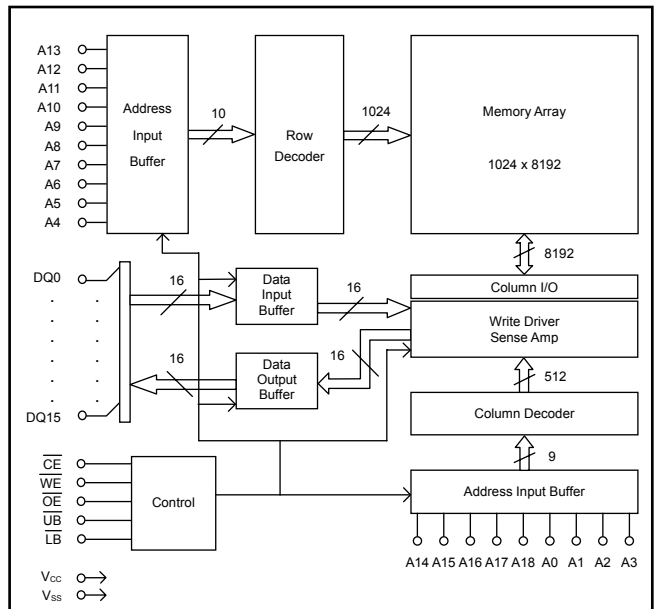 A13
A12
A11
A10
A9
A8
A7
A6
A5
A4
Address
Input
Buffer
10
Row
Decoder
1024
Memory Array
1024 x 8192
8192
Column I/O
Write Driver
Sense Amp
512
Column Decoder
9
Address Input Buffer
A14 A15 A16 A17 A18 A0 A1 A2 A3
DQ0
DQ15
16
Data
Input
Buffer
16
16
Data
Output
Buffer
16
CE
WE
OE
UB
LB
Control
VCC
VSS